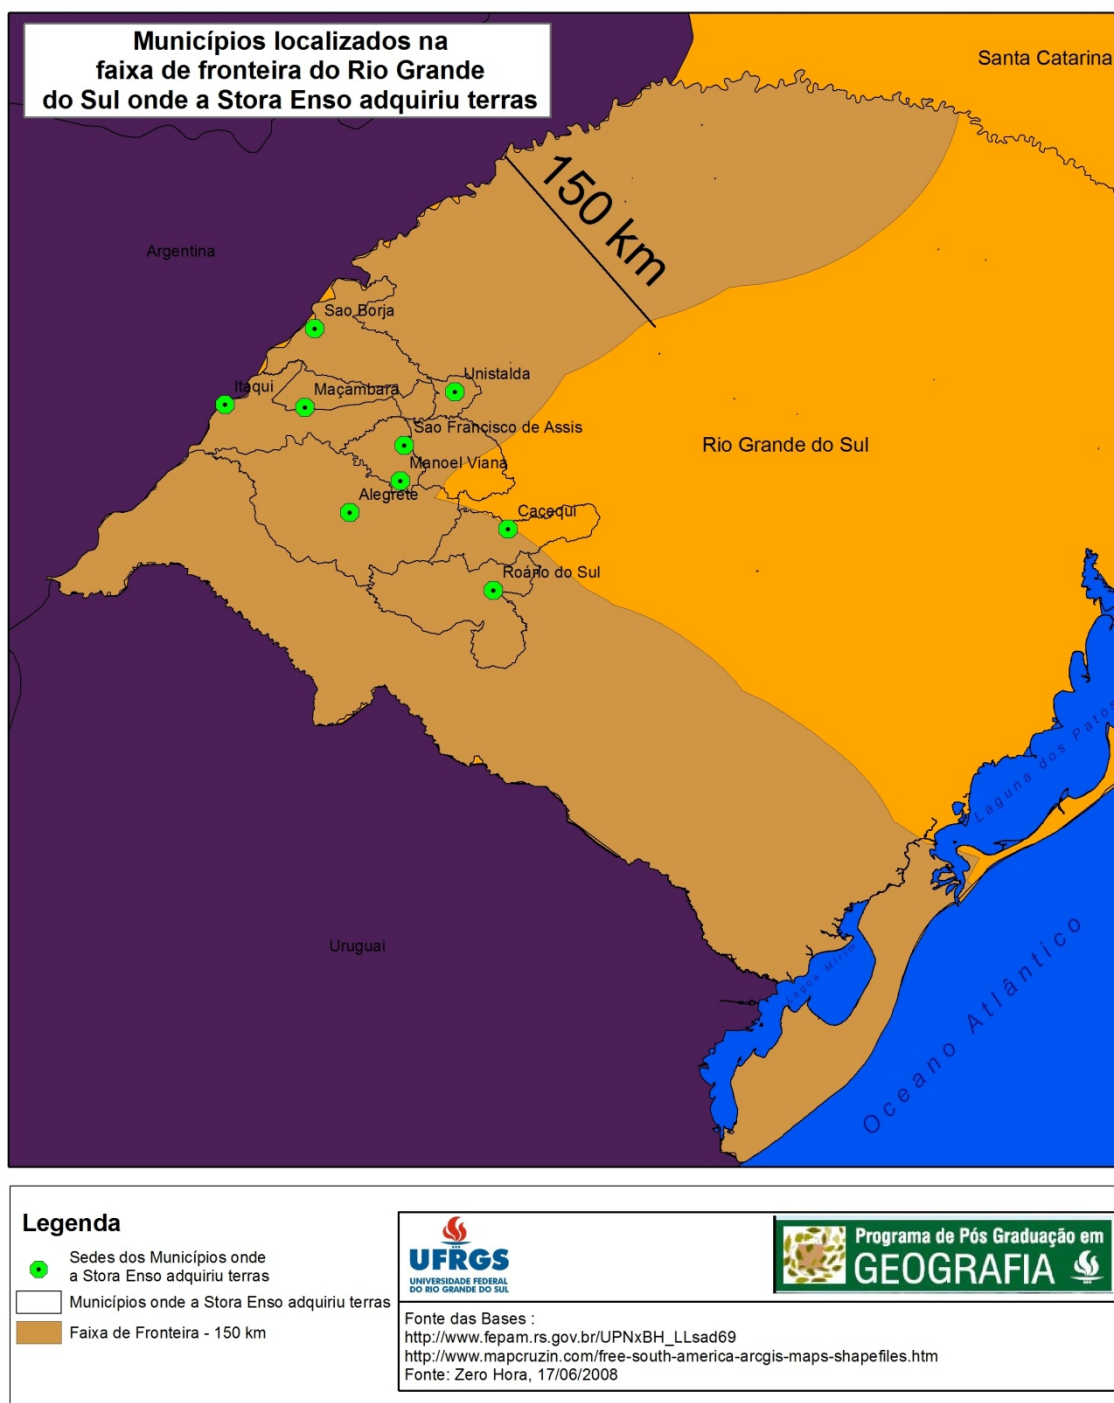 Municípios localizados na
faixa de fronteira do Rio Grande
do Sul onde a Stora Enso adquiriu terras
Santa Catarina
150 km
Argentina
Sao Borja
Unistalda
Itaqui
Maçambara
Sao Francisco de Assis
Rio Grande do Sul
Manoel Viana
Alegrete
Cacequi
Roário do Sul
Laguna dos Patos
Uruguai
Lagoa Mirim
Oceano Atlântico
Legenda
Sedes dos Municípios onde
a Stora Enso adquiriu terras
Municípios onde a Stora Enso adquiriu terras
Faixa de Fronteira - 150 km
UFRGS
UNIVERSIDADE FEDERAL
DO RIO GRANDE DO SUL
Programa de Pós Graduação em
GEOGRAFIA
Fonte das Bases :
http://www.fepam.rs.gov.br/UPNxBH_LLsad69
http://www.mapcruzin.com/free-south-america-arcgis-maps-shapefiles.htm
Fonte: Zero Hora, 17/06/2008